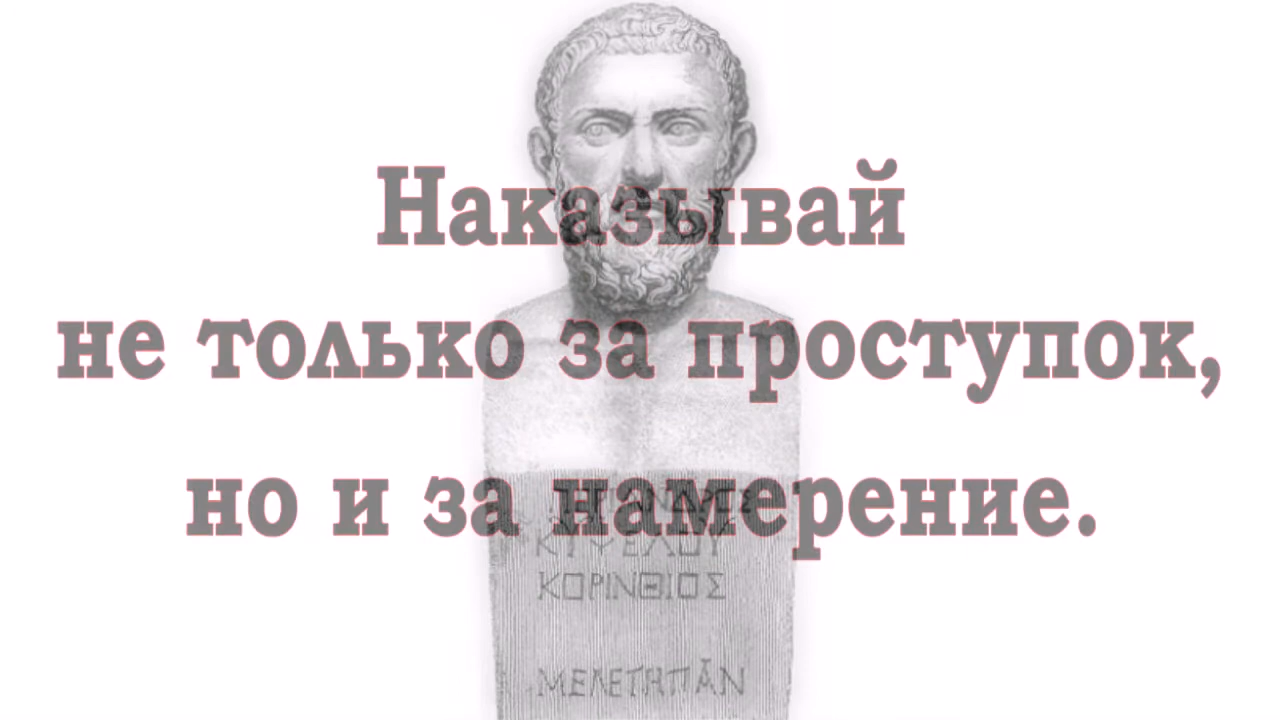 Наказывай
не только за проступок,
но и за намерение.
ΚΥΨΕΛΟΥ
ΚΟΡΙΝΘΙΟΣ
ΜΕΛΕΤΗΠΑΝ